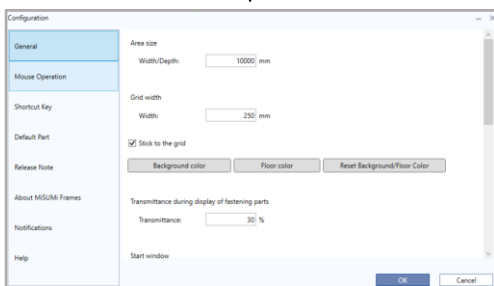 Configuration
General
Mouse Operation
Shortcut Key
Default Part
Release Note
About MiSUMi Frames
Notifications
Help
Area size
Width/Depth: 10000 mm
Grid width
Width: 250 mm
Stick to the grid
Background color Floor color Reset Background/Floor Color
Transmittance during display of fastening parts
Transmittance: 30 %
Start window
OK Cancel